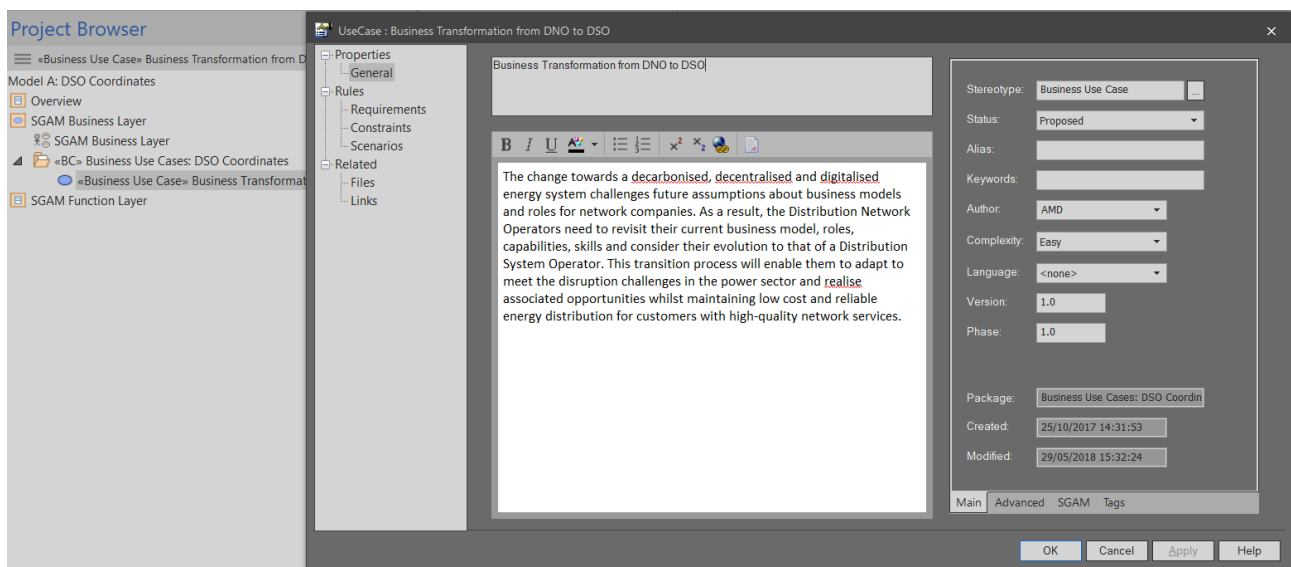 Project Browser
«Business Use Case» Business Transformation from D
Model A: DSO Coordinates
Overview
SGAM Business Layer
SGAM Business Layer
«BC» Business Use Cases: DSO Coordinates
«Business Use Case» Business Transformat
SGAM Function Layer
UseCase : Business Transformation from DNO to DSO
Properties
General
Rules
Requirements
Constraints
Scenarios
Related
Files
Links
Business Transformation from DNO to DSO
B I U A x² x₂
The change towards a decarbonised, decentralised and digitalised
energy system challenges future assumptions about business models
and roles for network companies. As a result, the Distribution Network
Operators need to revisit their current business model, roles,
capabilities, skills and consider their evolution to that of a Distribution
System Operator. This transition process will enable them to adapt to
meet the disruption challenges in the power sector and realise
associated opportunities whilst maintaining low cost and reliable
energy distribution for customers with high-quality network services.
Stereotype: Business Use Case ...
Status: Proposed
Alias:
Keywords:
Author: AMD
Complexity: Easy
Language: <none>
Version: 1.0
Phase: 1.0
Package: Business Use Cases: DSO Coordin
Created: 25/10/2017 14:31:53
Modified: 29/05/2018 15:32:24
Main Advanced SGAM Tags
OK Cancel Apply Help